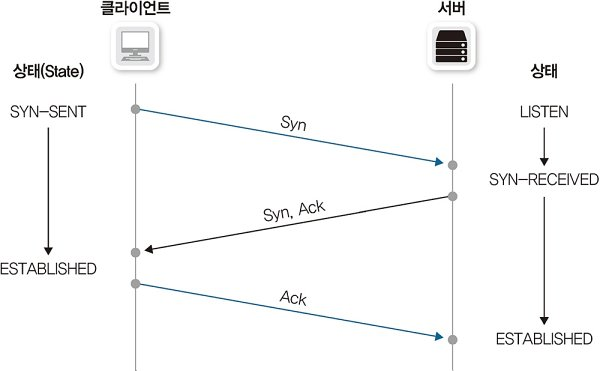 클라이언트
서버
상태(State)
상태
SYN-SENT
LISTEN
Syn
SYN-RECEIVED
Syn, Ack
ESTABLISHED
Ack
ESTABLISHED